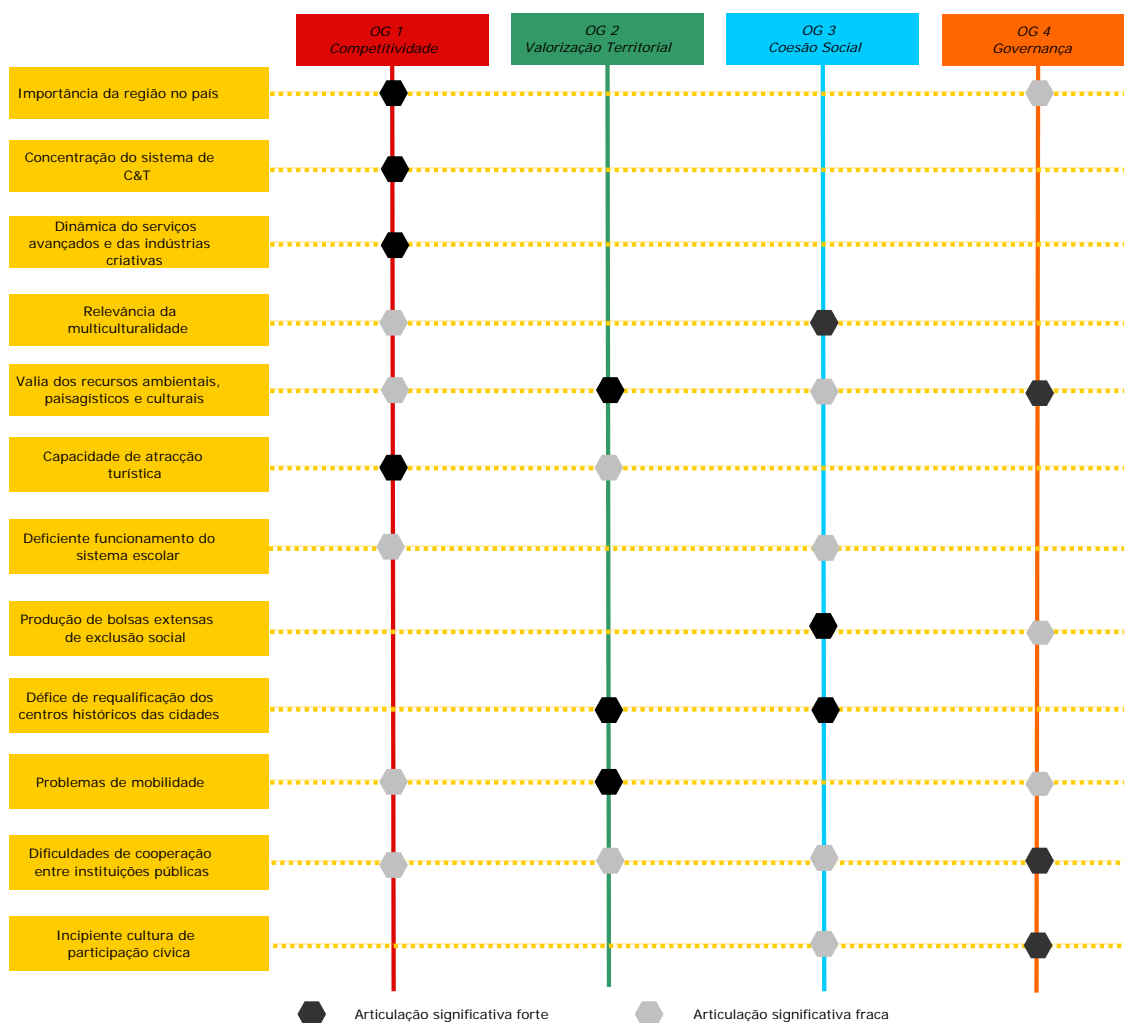 OG 1
Competitividade
OG 2
Valorização Territorial
OG 3
Coesão Social
OG 4
Governança
Importância da região no país
Concentração do sistema de
C&T
Dinâmica do serviços
avançados e das indústrias
criativas
Relevância da
multiculturalidade
Valia dos recursos ambientais,
paisagísticos e culturais
Capacidade de atracção
turística
Deficiente funcionamento do
sistema escolar
Produção de bolsas extensas
de exclusão social
Défice de requalificação dos
centros históricos das cidades
Problemas de mobilidade
Dificuldades de cooperação
entre instituições públicas
Incipiente cultura de
participação cívica
Articulação significativa forte
Articulação significativa fraca